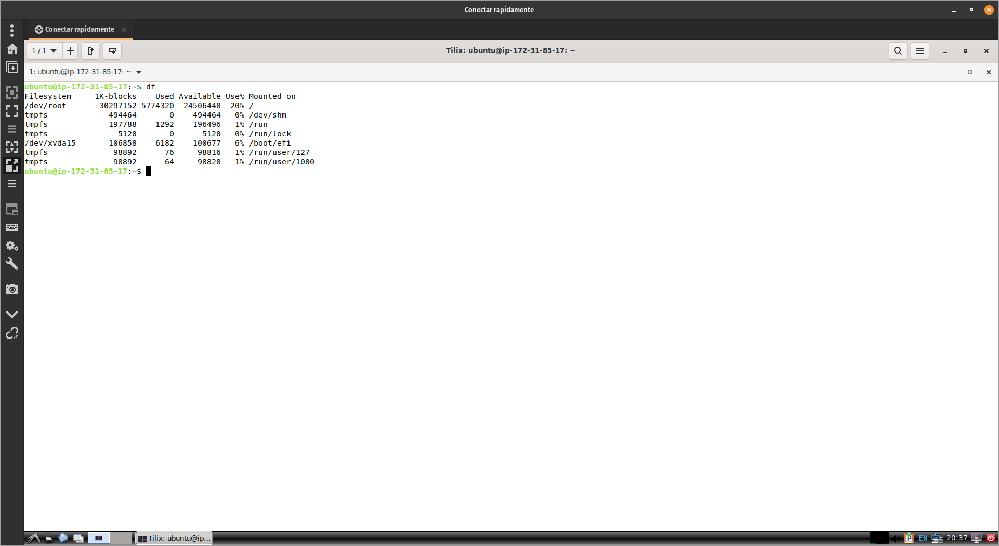 Conectar rapidamente
Conectar rapidamente
1 / 1
Tilix: ubuntu@ip-172-31-85-17: ~
1: ubuntu@ip-172-31-85-17: ~
ubuntu@ip-172-31-85-17:~$ df
Filesystem     1K-blocks    Used Available Use% Mounted on
/dev/root       30297152 5774320  24506448  20% /
tmpfs             494464       0    494464   0% /dev/shm
tmpfs             197788    1292    196496   1% /run
tmpfs               5120       0      5120   0% /run/lock
/dev/xvda15       106858    6182    100677   6% /boot/efi
tmpfs              98892      76     98816   1% /run/user/127
tmpfs              98892      64     98828   1% /run/user/1000
ubuntu@ip-172-31-85-17:~$
Tilix: ubuntu@ip...
P EN 20:37